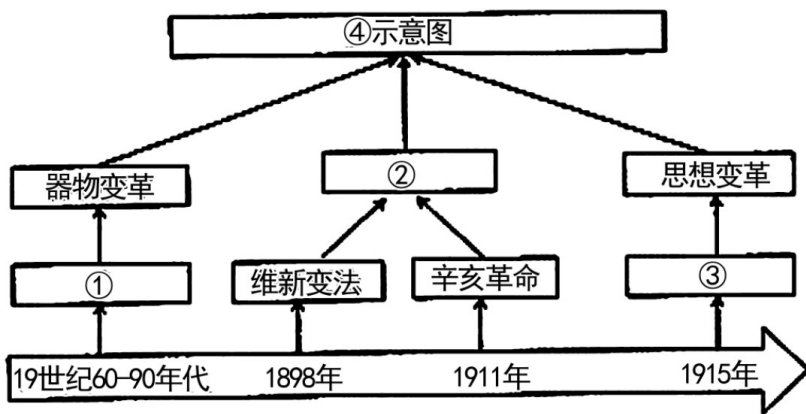 ④示意图
器物变革
②
思想变革
①
维新变法
辛亥革命
③
19世纪60-90年代
1898年
1911年
1915年